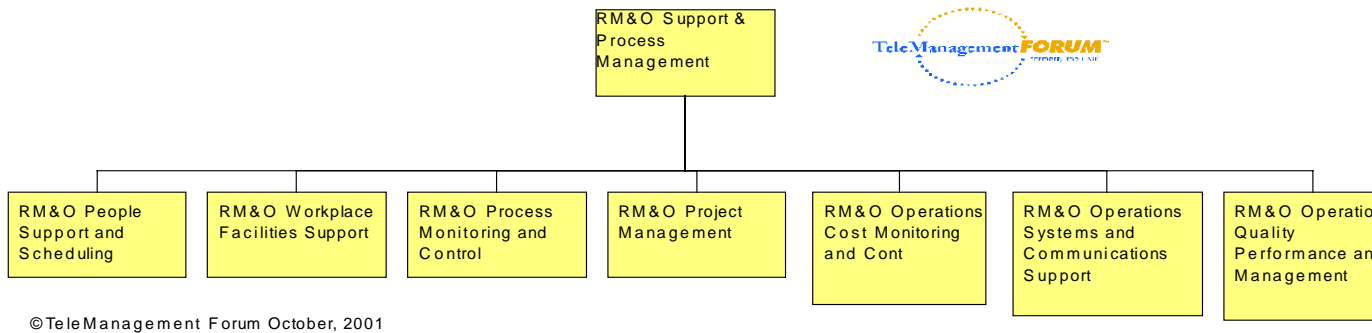 RM&O Support &
Process
Management
TeleManagement FORUM™
RM&O People
Support and
Scheduling
RM&O Workplace
Facilities Support
RM&O Process
Monitoring and
Control
RM&O Project
Management
RM&O Operations
Cost Monitoring
and Cont
RM&O Operations
Systems and
Communications
Support
RM&O Operatio
Quality
Performance an
Management
©TeleManagement Forum October, 2001